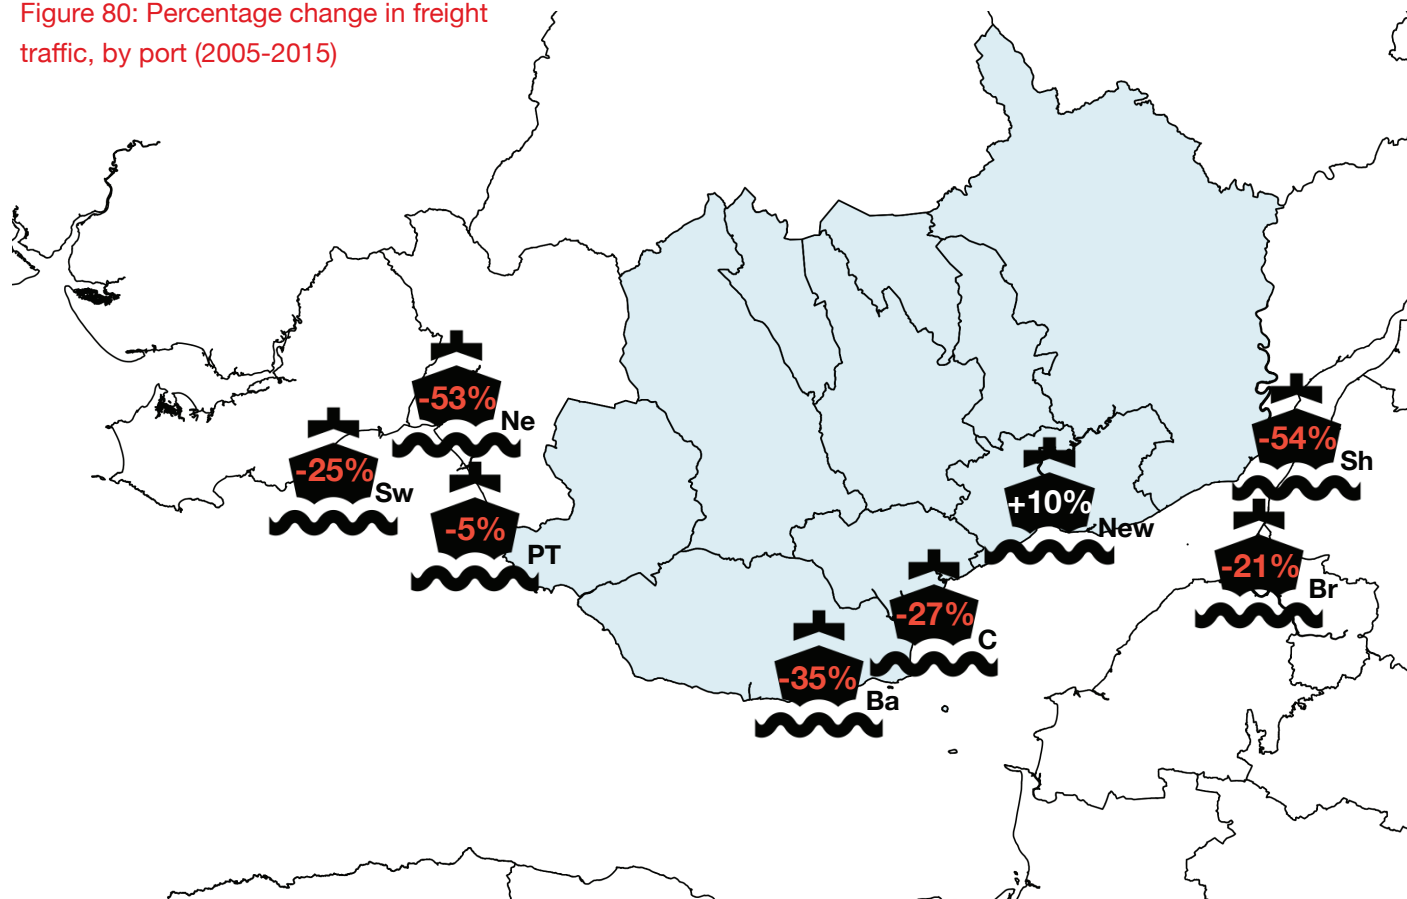 Figure 80: Percentage change in freight
traffic, by port (2005-2015)
-53%
Ne
-25%
Sw
-5%
PT
-54%
Sh
+10%
New
-21%
Br
-27%
C
-35%
Ba